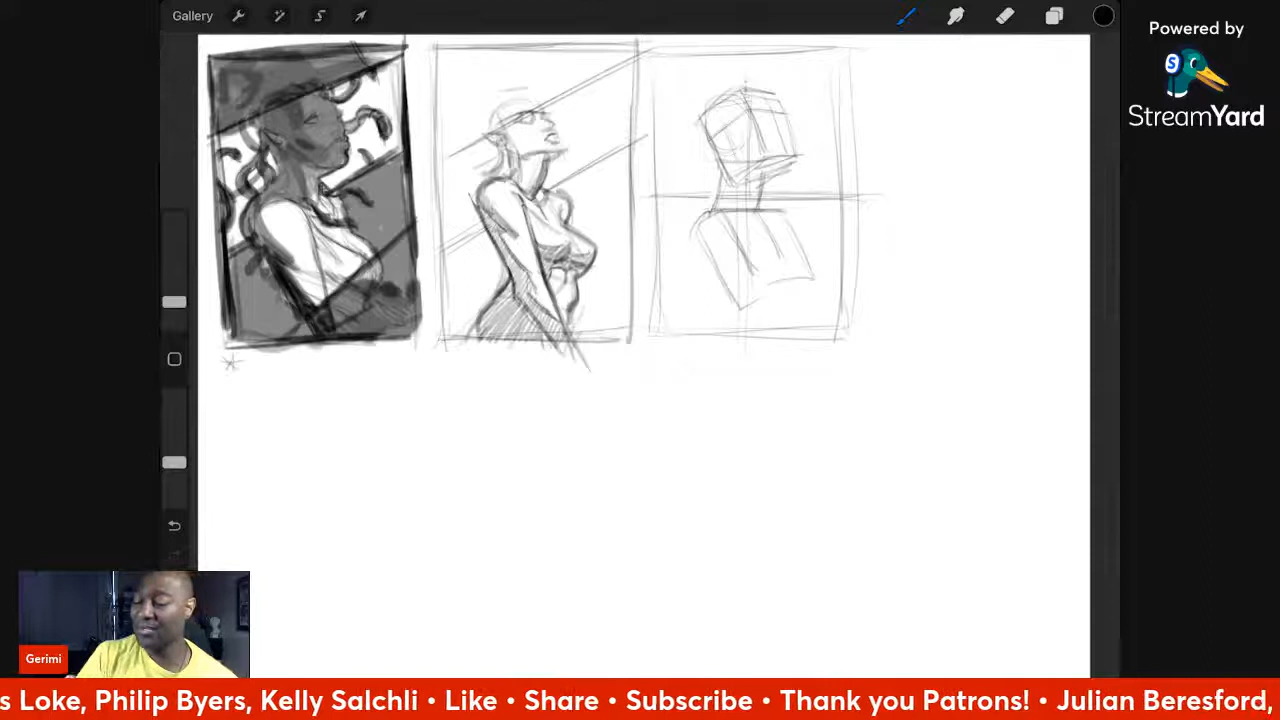 Gallery
Powered by
S
StreamYard
Gerimi
s Loke, Philip Byers, Kelly Salchli • Like • Share • Subscribe • Thank you Patrons! • Julian Beresford,